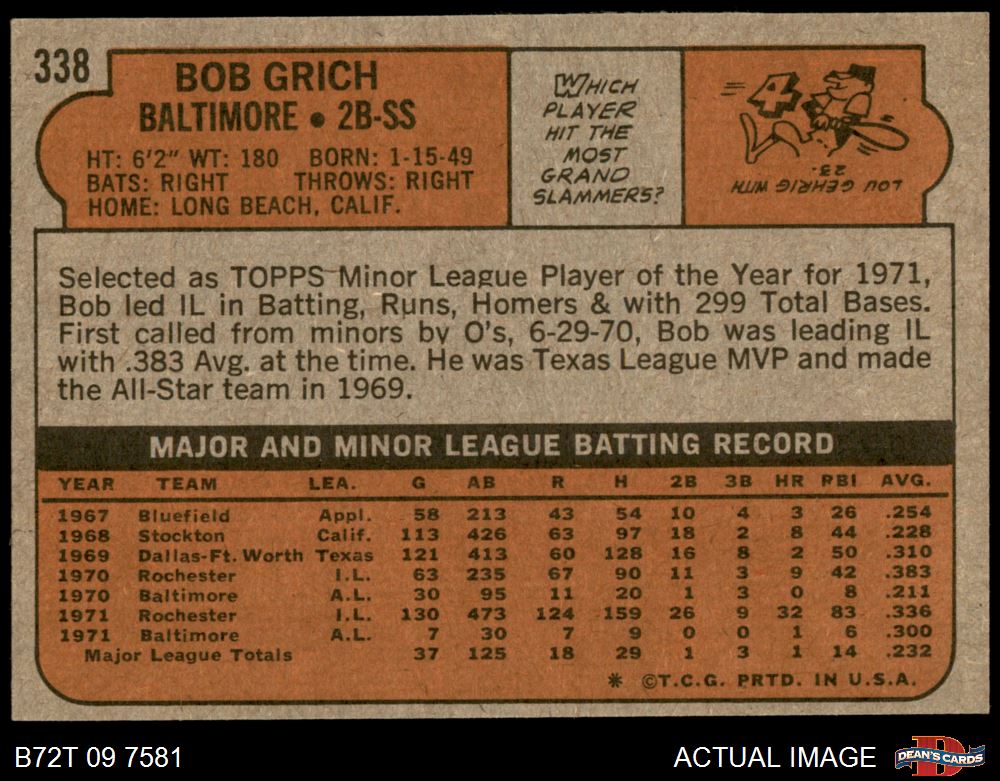 338
BOB GRICH
BALTIMORE • 2B-SS
HT: 6'2" WT: 180 BORN: 1-15-49
BATS: RIGHT THROWS: RIGHT
HOME: LONG BEACH, CALIF.
WHICH
PLAYER
HIT THE
MOST
GRAND
SLAMMERS?
LOU GEHRIG WITH
23.
4
Selected as TOPPS Minor League Player of the Year for 1971,
Bob led IL in Batting, Runs, Homers & with 299 Total Bases.
First called from minors by O's, 6-29-70, Bob was leading IL
with .383 Avg. at the time. He was Texas League MVP and made
the All-Star team in 1969.
MAJOR AND MINOR LEAGUE BATTING RECORD
YEAR TEAM LEA. G AB R H 2B 3B HR RBI AVG.
1967 Bluefield Appl. 58 213 43 54 10 4 3 26 .254
1968 Stockton Calif. 113 426 63 97 18 2 8 44 .228
1969 Dallas-Ft. Worth Texas 121 413 60 128 16 8 2 50 .310
1970 Rochester I.L. 63 235 67 90 11 3 9 42 .383
1970 Baltimore A.L. 30 95 11 20 1 3 0 8 .211
1971 Rochester I.L. 130 473 124 159 26 9 32 83 .336
1971 Baltimore A.L. 7 30 7 9 0 0 1 6 .300
Major League Totals 37 125 18 29 1 3 1 14 .232
* ©T.C.G. PRTD. IN U.S.A.
B72T 09 7581
ACTUAL IMAGE
D
DEAN'S CARDS